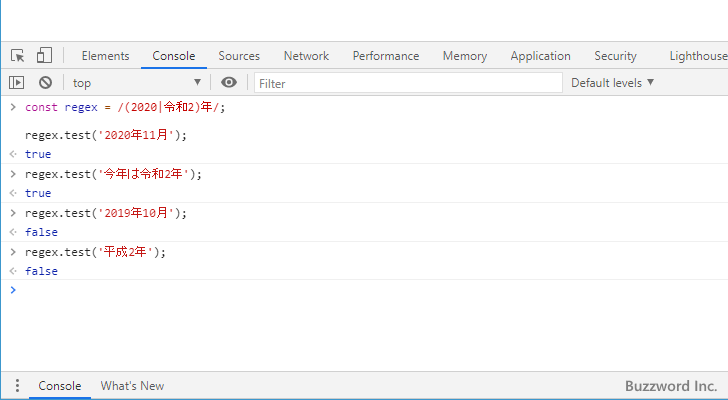 Elements Console Sources Network Performance Memory Application Security Lighthouse
top Filter Default levels
const regex = /(2020|令和2)年/;
regex.test('2020年11月');
true
regex.test('今年は令和2年');
true
regex.test('2019年10月');
false
regex.test('平成2年');
false
Console What's New Buzzword Inc.